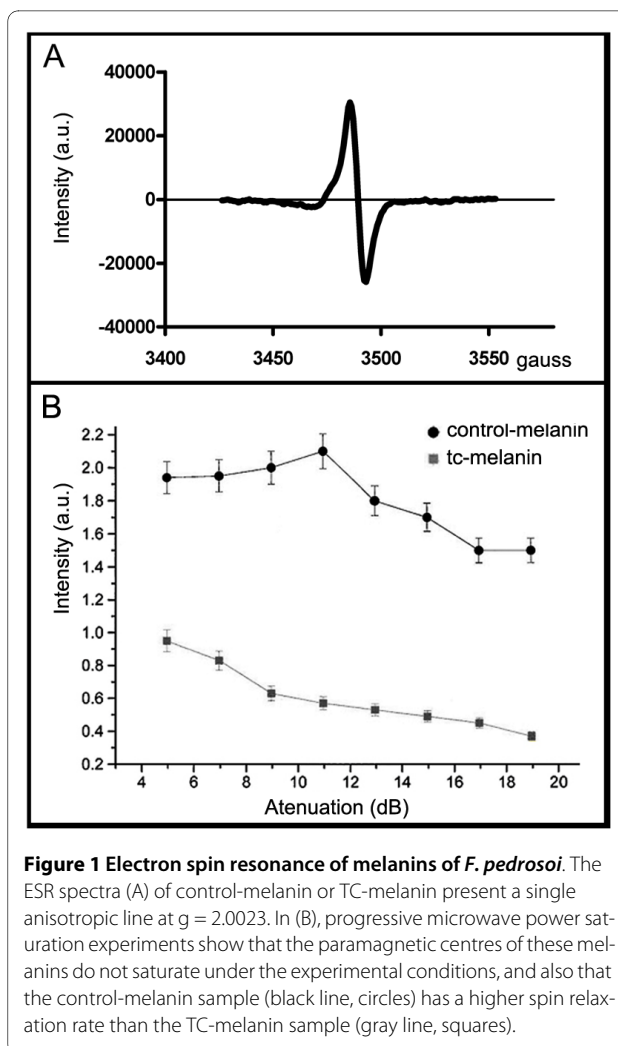 A
Intensity (a.u.)
40000
20000
0
-20000
-40000
3400 3450 3500 3550 gauss
B
control-melanin
tc-melanin
Intensity (a.u.)
2.2
2.0
1.8
1.6
1.4
1.2
1.0
0.8
0.6
0.4
0.2
4 6 8 10 12 14 16 18 20
Atenuation (dB)
Figure 1 Electron spin resonance of melanins of F. pedrosoi. The
ESR spectra (A) of control-melanin or TC-melanin present a single
anisotropic line at g = 2.0023. In (B), progressive microwave power sat-
uration experiments show that the paramagnetic centres of these mel-
anins do not saturate under the experimental conditions, and also that
the control-melanin sample (black line, circles) has a higher spin relax-
ation rate than the TC-melanin sample (gray line, squares).